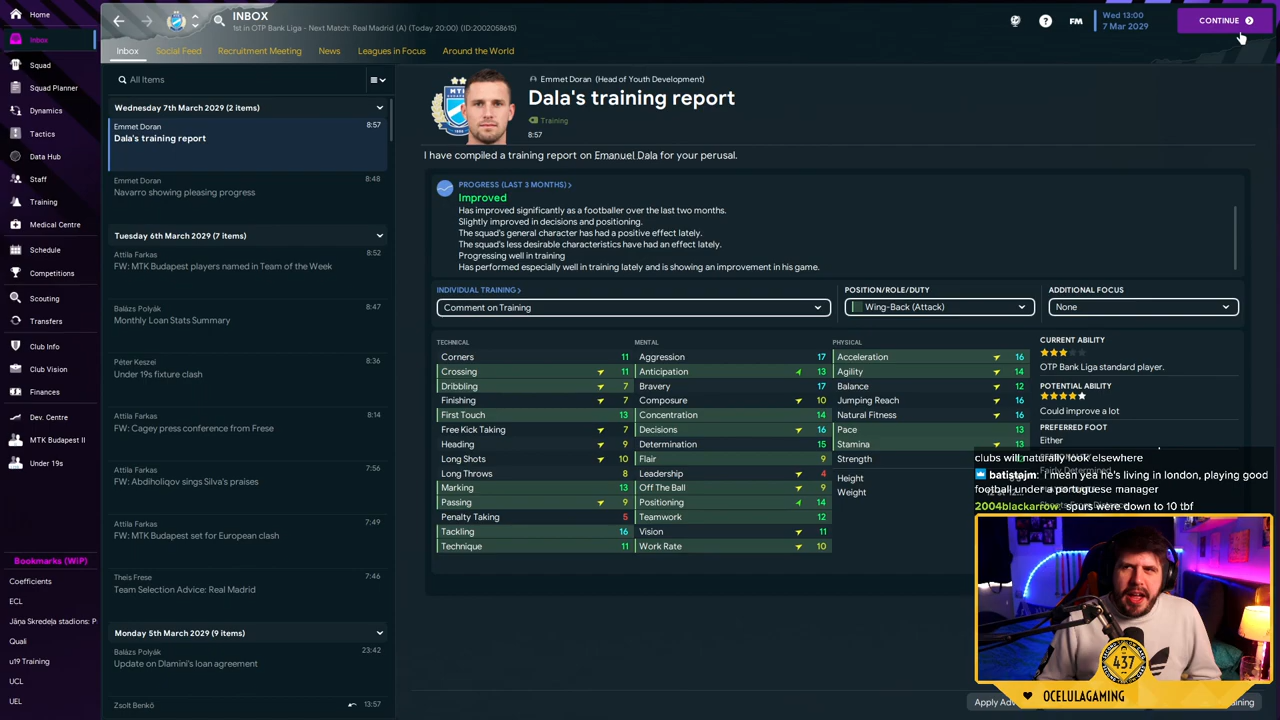 Home
Inbox
Squad
Squad Planner
Dynamics
Tactics
Data Hub
Staff
Training
Medical Centre
Schedule
Competitions
Scouting
Transfers
Club Info
Club Vision
Finances
Dev. Centre
MTK Budapest II
Under 19s
Bookmarks (WiP)
Coefficients
ECL
Jāņa Skredeļa stadions: P
Quali
u19 Training
UCL
UEL
INBOX
1st in OTP Bank Liga - Next Match: Real Madrid (A) (Today 20:00) (ID:2002058615)
FM
Wed 13:00
7 Mar 2029
CONTINUE
Inbox Social Feed Recruitment Meeting News Leagues in Focus Around the World
All Items
Wednesday 7th March 2029 (2 items)
Emmet Doran 8:57
Dala's training report
Emmet Doran 8:48
Navarro showing pleasing progress
Tuesday 6th March 2029 (7 items)
Attila Farkas 8:52
FW: MTK Budapest players named in Team of the Week
Balázs Polyák 8:47
Monthly Loan Stats Summary
Péter Keszei 8:36
Under 19s fixture clash
Attila Farkas 8:14
FW: Cagey press conference from Frese
Attila Farkas 7:56
FW: Abdiholiqov sings Silva's praises
Attila Farkas 7:49
FW: MTK Budapest set for European clash
Theis Frese 7:46
Team Selection Advice: Real Madrid
Monday 5th March 2029 (9 items)
Balázs Polyák 23:42
Update on Dlamini's loan agreement
Zsolt Benkő 13:57
Emmet Doran (Head of Youth Development)
Dala's training report
Training
8:57
I have compiled a training report on Emanuel Dala for your perusal.
PROGRESS (LAST 3 MONTHS)
Improved
Has improved significantly as a footballer over the last two months.
Slightly improved in decisions and positioning.
The squad's general character has had a positive effect lately.
The squad's less desirable characteristics have had an effect lately.
Progressing well in training
Has performed especially well in training lately and is showing an improvement in his game.
INDIVIDUAL TRAINING POSITION/ROLE/DUTY ADDITIONAL FOCUS
Comment on Training Wing-Back (Attack) None
TECHNICAL MENTAL PHYSICAL
Corners 11 Aggression 17 Acceleration 16
Crossing 11 Anticipation 13 Agility 14
Dribbling 7 Bravery 17 Balance 12
Finishing 7 Composure 10 Jumping Reach 16
First Touch 13 Concentration 14 Natural Fitness 16
Free Kick Taking 7 Decisions 16 Pace 13
Heading 9 Determination 15 Stamina 13
Long Shots 10 Flair 9 Strength
Long Throws 8 Leadership 4 Height
Marking 13 Off The Ball 9 Weight
Passing 9 Positioning 14
Penalty Taking 5 Teamwork 12
Tackling 16 Vision 11
Technique 11 Work Rate 10
CURRENT ABILITY
OTP Bank Liga standard player.
POTENTIAL ABILITY
Could improve a lot
PREFERRED FOOT
Either
Fairly Determined
clubs will naturally look elsewhere
batistajm: I mean yea he's living in london, playing good
football under a portuguese manager
2004blackarrow: spurs went down to 10 tbf
437
OCELULAGAMING
Apply Adv